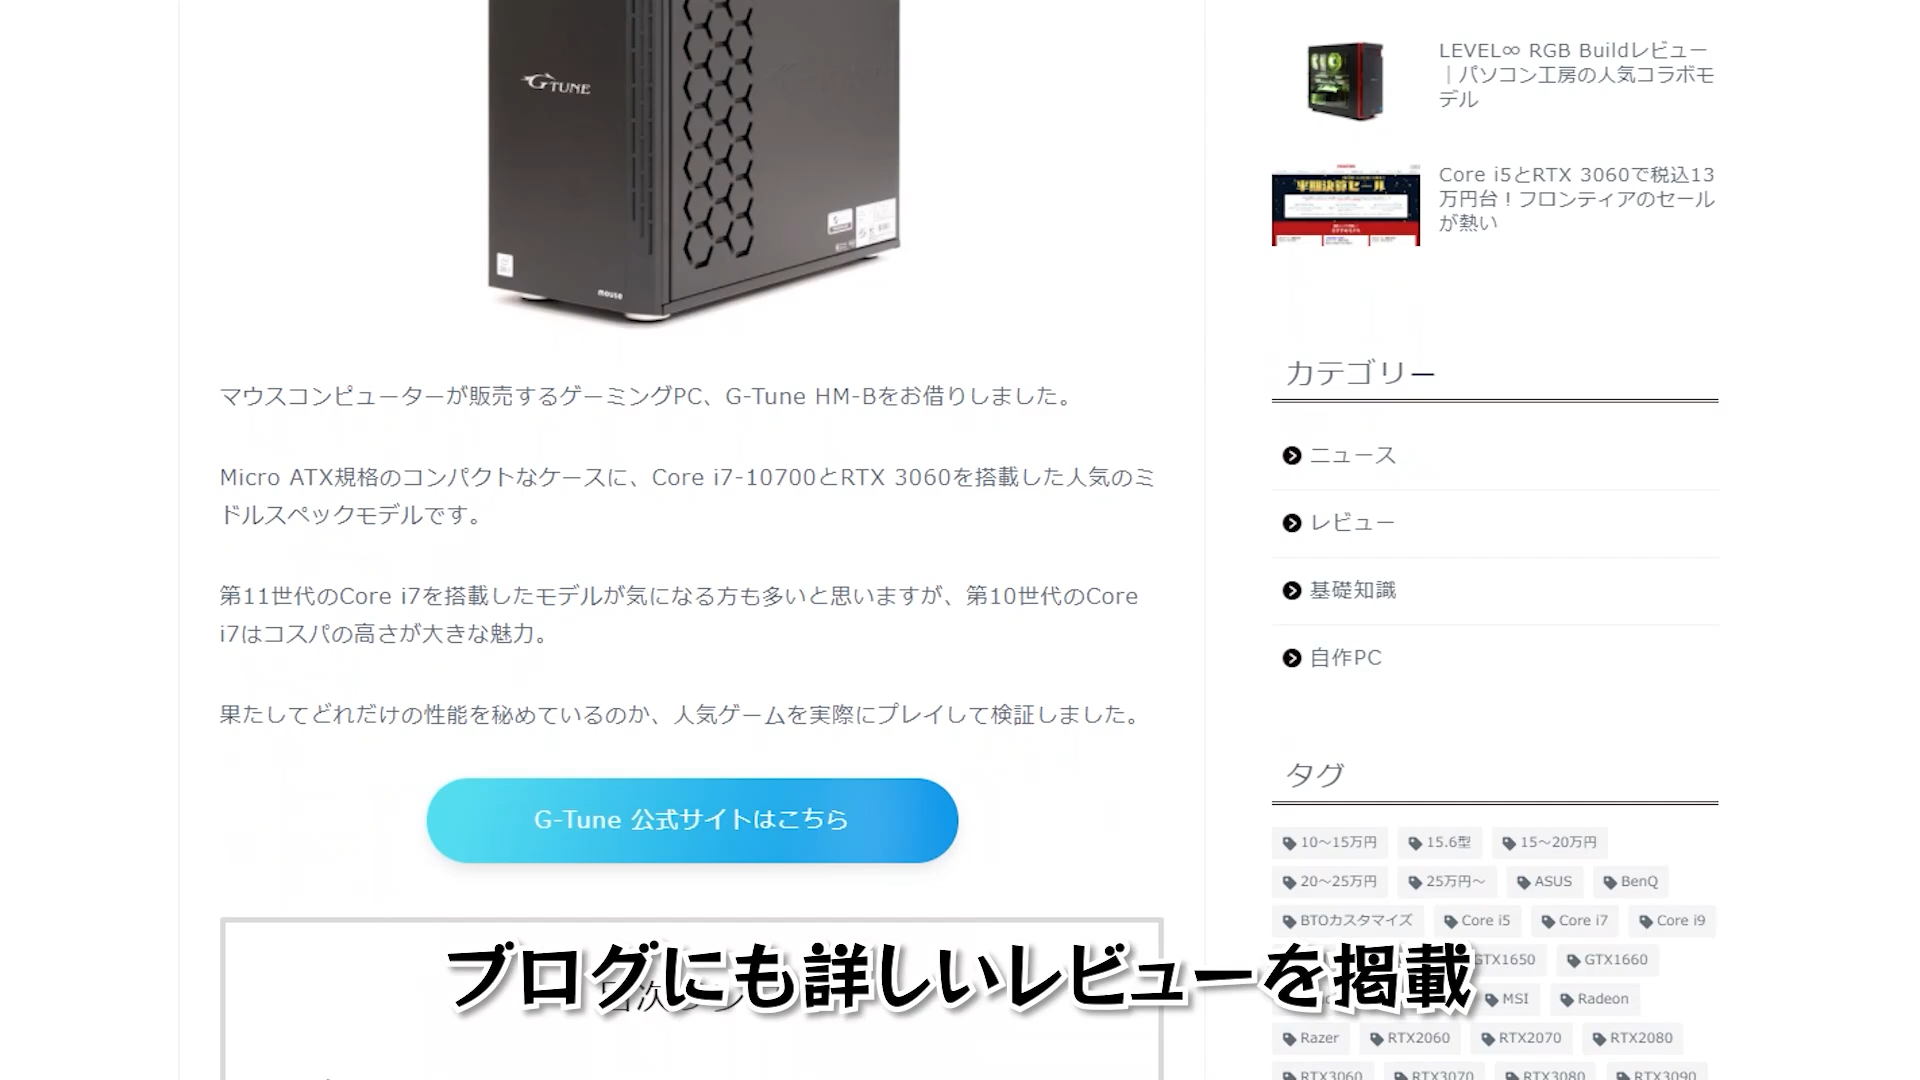 G-TUNE
mouse
マウスコンピューターが販売するゲーミングPC、G-Tune HM-Bをお借りしました。
Micro ATX規格のコンパクトなケースに、Core i7-10700とRTX 3060を搭載した人気のミ
ドルスペックモデルです。
第11世代のCore i7を搭載したモデルが気になる方も多いと思いますが、第10世代のCore
i7はコスパの高さが大きな魅力。
果たしてどれだけの性能を秘めているのか、人気ゲームを実際にプレイして検証しました。
G-Tune 公式サイトはこちら
目次
ブログにも詳しいレビューを掲載
LEVEL∞ RGB Buildレビュー
｜パソコン工房の人気コラボモ
デル
半期決算セール
Core i5とRTX 3060で税込13
万円台！フロンティアのセール
が熱い
カテゴリー
ニュース
レビュー
基礎知識
自作PC
タグ
10〜15万円 15.6型 15〜20万円
20〜25万円 25万円〜 ASUS BenQ
BTOカスタマイズ Core i5 Core i7 Core i9
GTX1650 GTX1660
MSI Radeon
Razer RTX2060 RTX2070 RTX2080
RTX3060 RTX3070 RTX3080 RTX3090